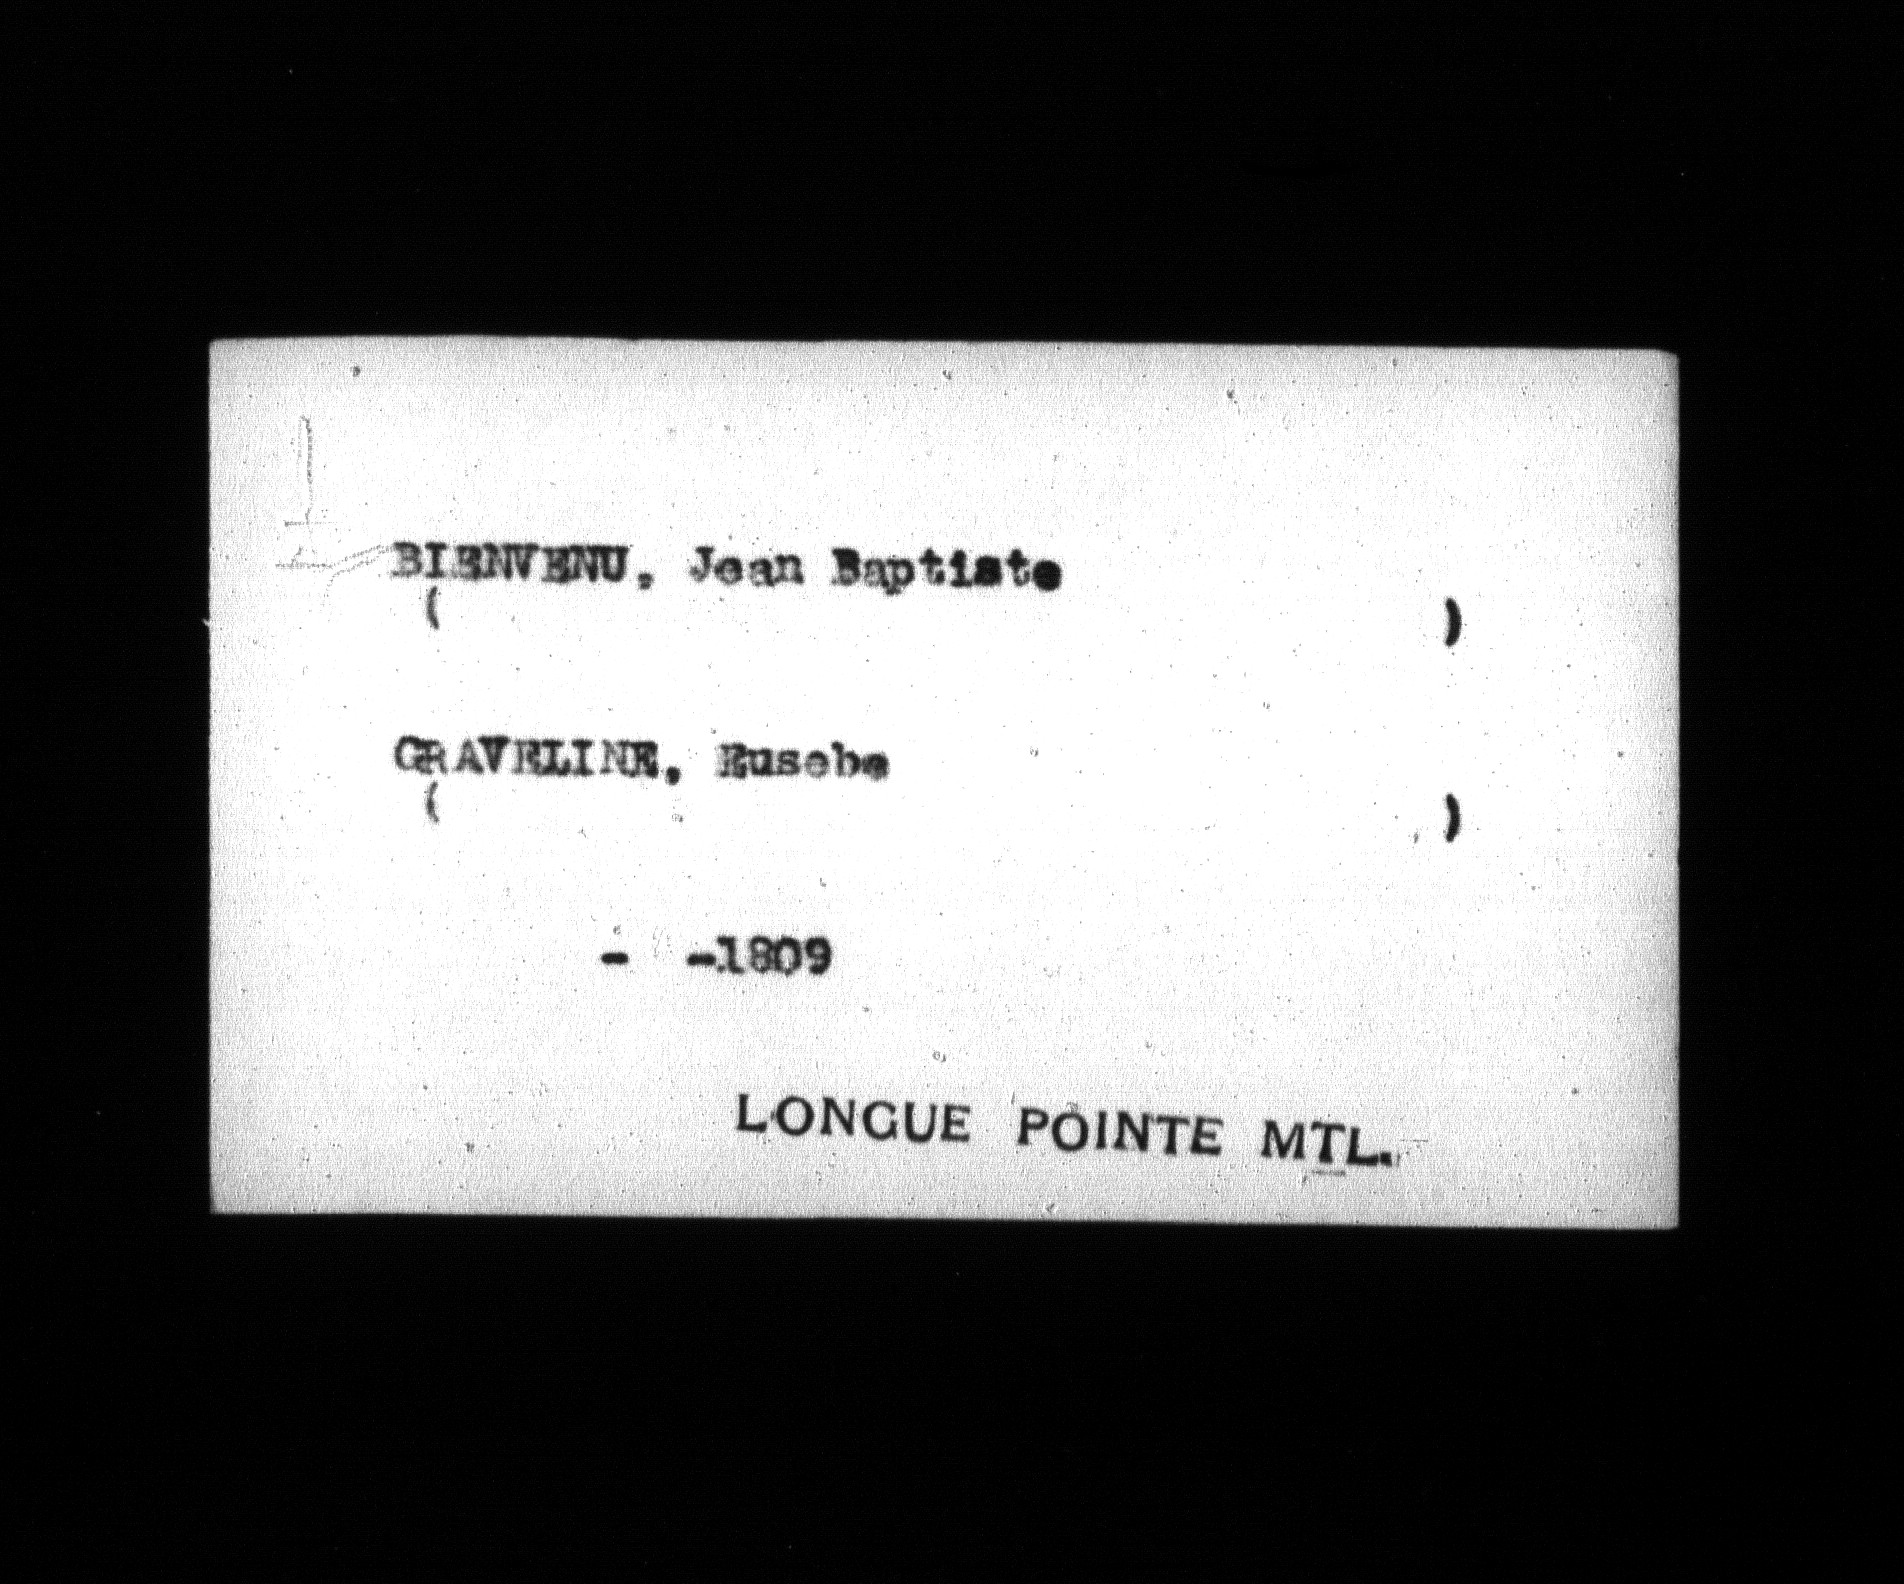 BIENVENU, Jean Baptiste
( )
GRAVELINE, Eusebe
( )
- -1809
LONGUE POINTE MTL.